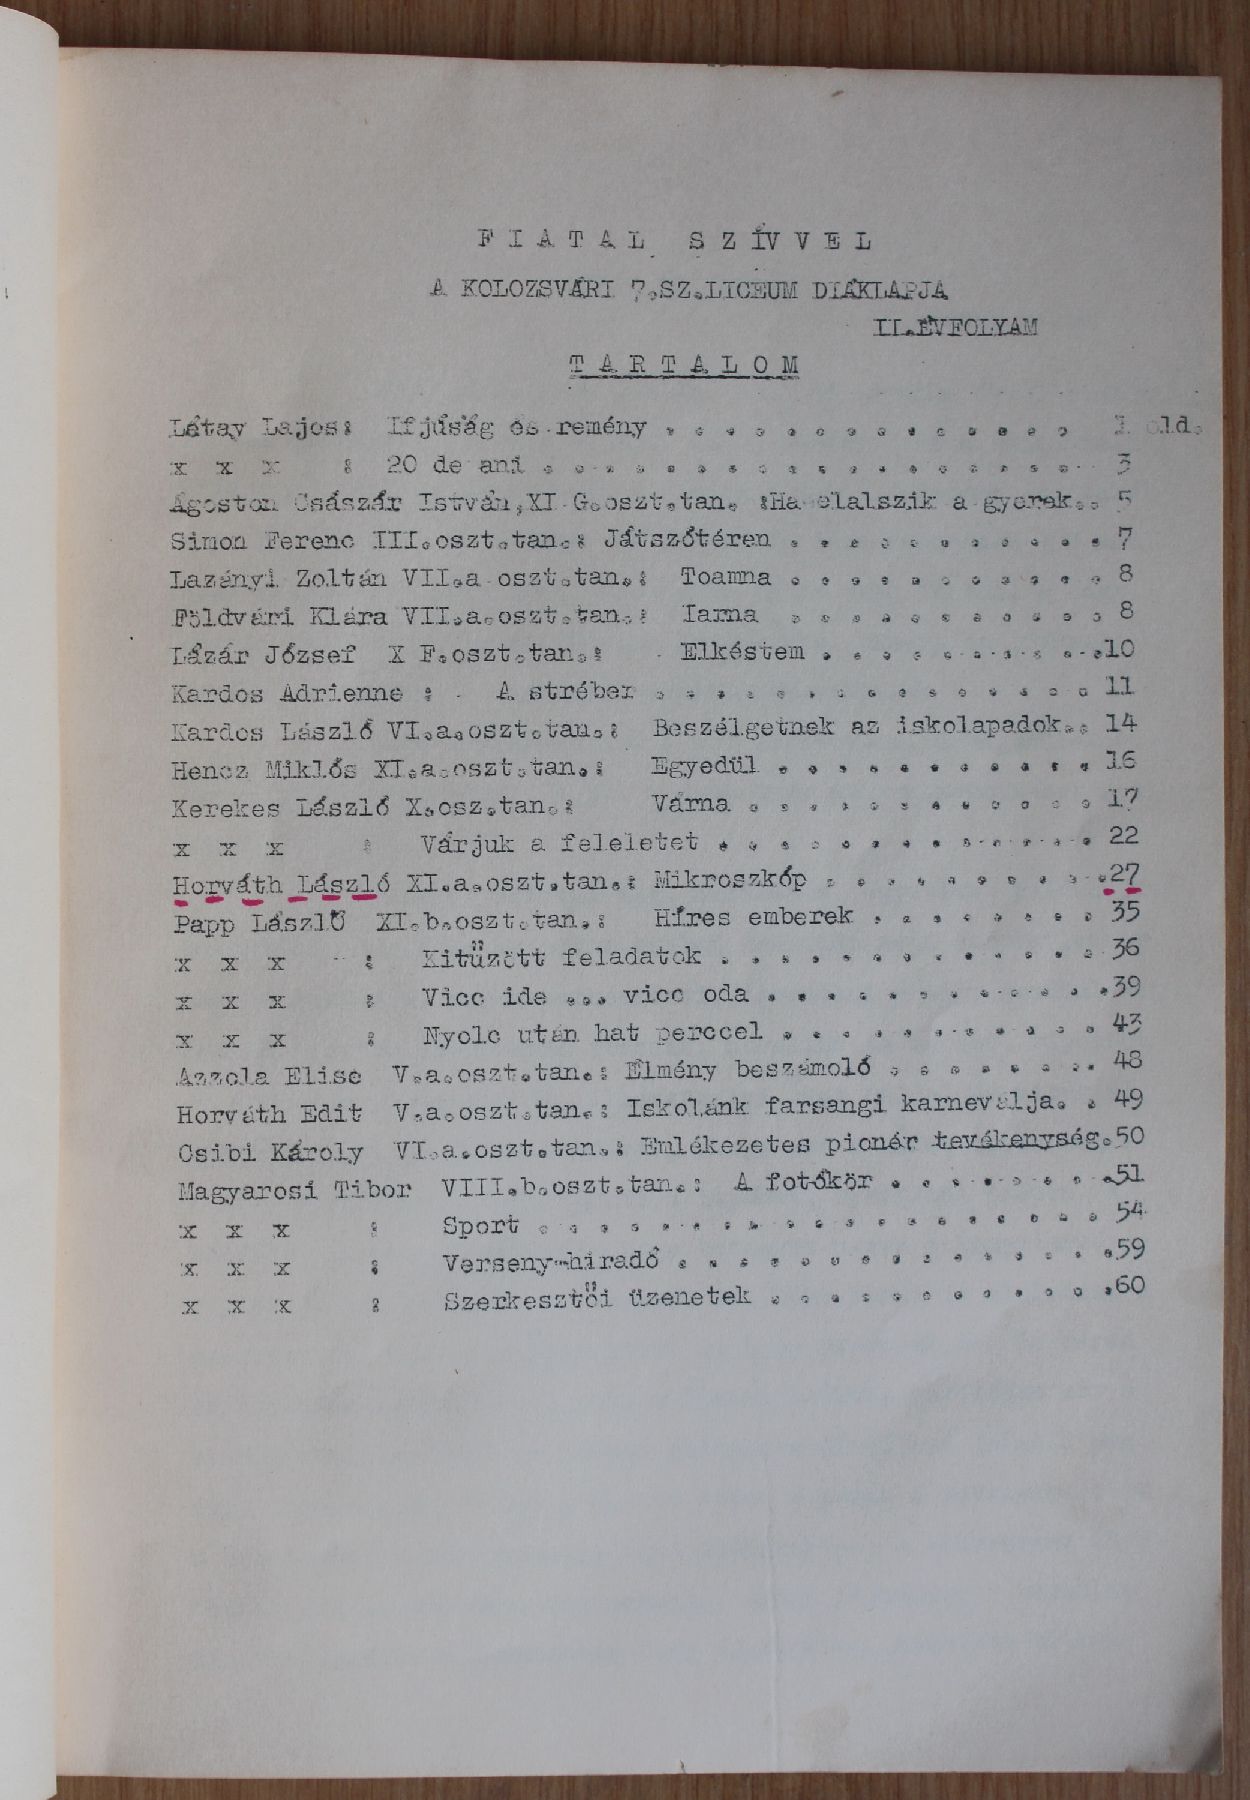 F I A T A L  S Z Í V V E L
A KOLOZSVÁRI 7.SZ.LICEUM DIÁKLAPJA
II.ÉVFOLYAM
T A R T A L O M
Létay Lajos: Ifjúság és remény . . . . . . . . . . . . . . 1 old.
x x x : 20 de ani . . . . . . . . . . . . . . . . . . 3
Ágoston Császár István,XI G.oszt.tan. :Ha elalszik a gyerek.. 5
Simon Ferenc III.oszt.tan.: Játszótéren . . . . . . . . . . . 7
Lazányi Zoltán VII.a oszt.tan.: Toamna . . . . . . . . . . . 8
Földvári Klára VII.a.oszt.tan.: Iarna . . . . . . . . . . . 8
Lázár József X F.oszt.tan.: Elkéstem . . . . . . . . . .10
Kardos Adrienne : A stréber . . . . . . . . . . . . . . . 11
Kardos László VI.a.oszt.tan.: Beszélgetnek az iskolapadok.. 14
Hencz Miklós XI.a.oszt.tan.: Egyedül . . . . . . . . . . . 16
Kerekes László X.osz.tan.: Várna . . . . . . . . . . . . 17
x x x : Várjuk a feleletet . . . . . . . . . . . . . 22
Horváth László XI.a.oszt.tan.: Mikroszkóp . . . . . . . . . .27
Papp László XI.b.oszt.tan.: Híres emberek . . . . . . . . 35
x x x : Kitűzött feladatok . . . . . . . . . . . . . 36
x x x : Vicc ide ... vicc oda . . . . . . . . . . . .39
x x x : Nyolc után hat perccel . . . . . . . . . . . 43
Azzola Elise V.a.oszt.tan.: Élmény beszámoló . . . . . . . 48
Horváth Edit V.a.oszt.tan.: Iskolánk farsangi karneválja. . 49
Csibi Károly VI.a.oszt.tan.: Emlékezetes pionér tevékenység.50
Magyarosi Tibor VIII.b.oszt.tan.: A fotókör . . . . . . . .51
x x x : Sport . . . . . . . . . . . . . . . . . . . 54
x x x : Verseny-hiradó . . . . . . . . . . . . . . .59
x x x : Szerkesztői üzenetek . . . . . . . . . . . .60